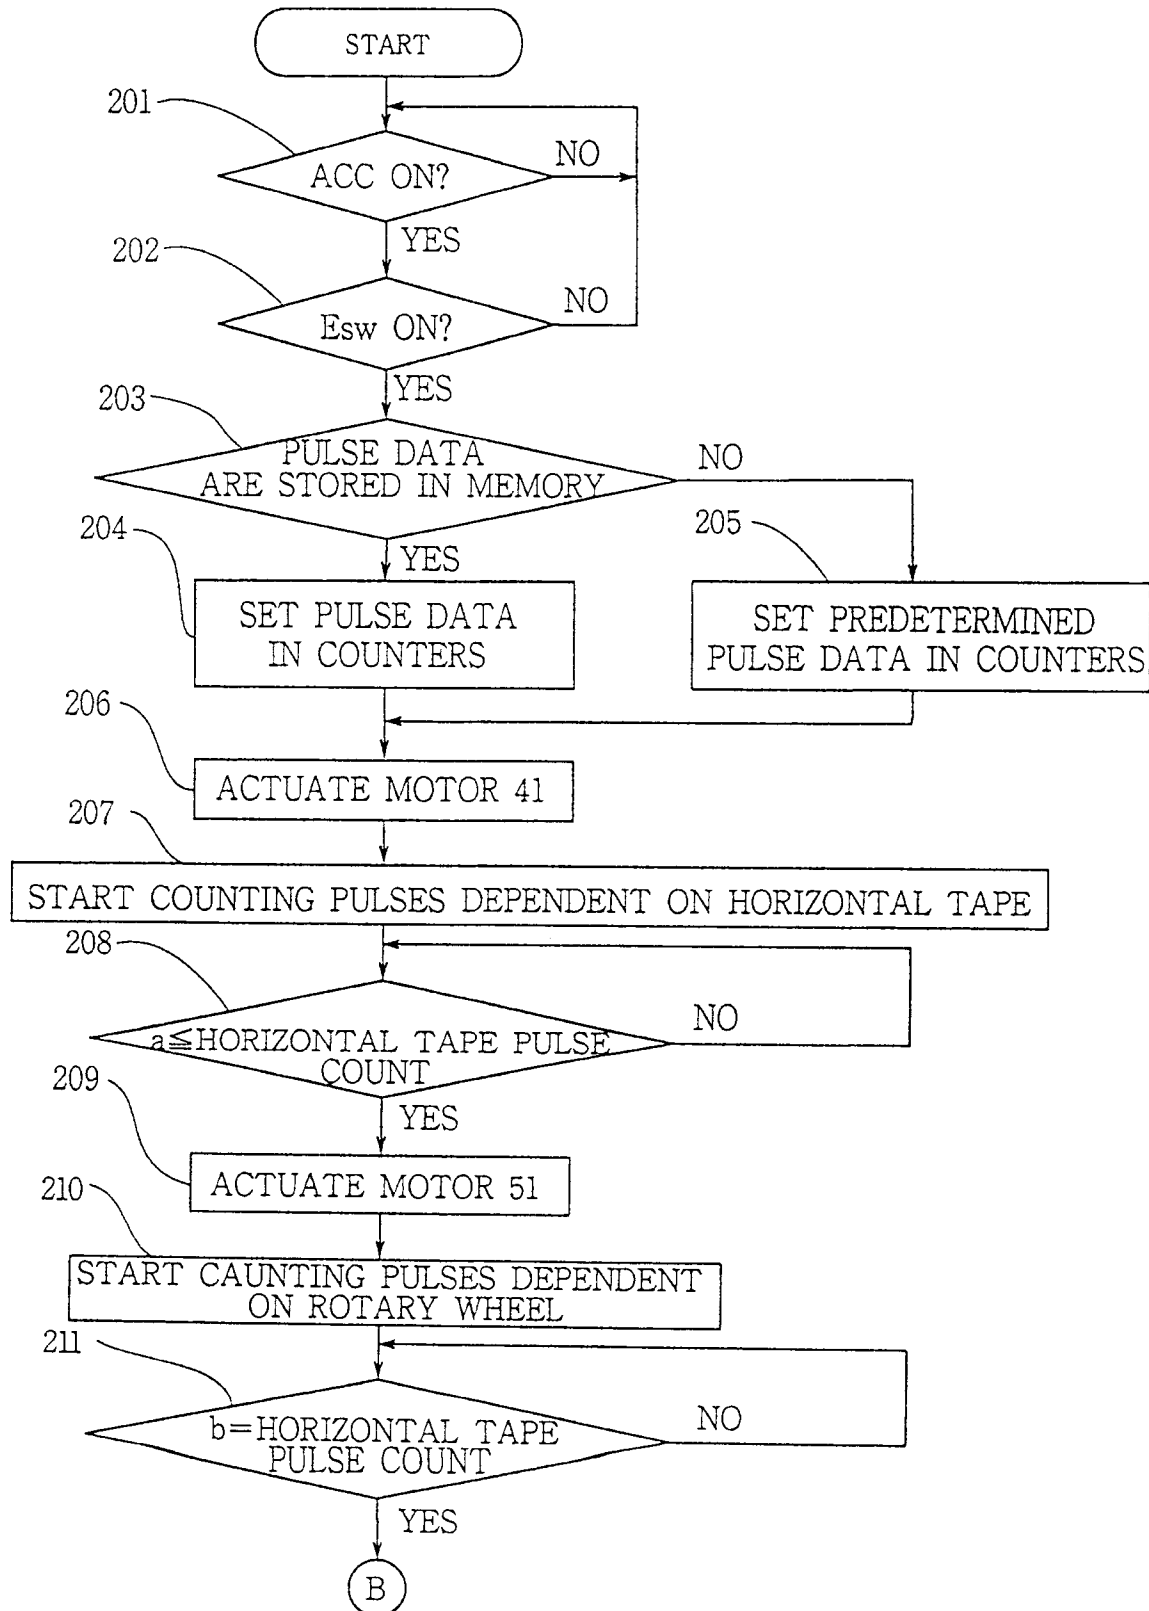 START
201
ACC ON?
NO
YES
202
Esw ON?
NO
YES
203
PULSE DATA
ARE STORED IN MEMORY
NO
204
YES
205
SET PULSE DATA
IN COUNTERS
SET PREDETERMINED
PULSE DATA IN COUNTERS
206
ACTUATE MOTOR 41
207
START COUNTING PULSES DEPENDENT ON HORIZONTAL TAPE
208
a≦HORIZONTAL TAPE PULSE
COUNT
NO
209
YES
ACTUATE MOTOR 51
210
START CAUNTING PULSES DEPENDENT
ON ROTARY WHEEL
211
b=HORIZONTAL TAPE
PULSE COUNT
NO
YES
B